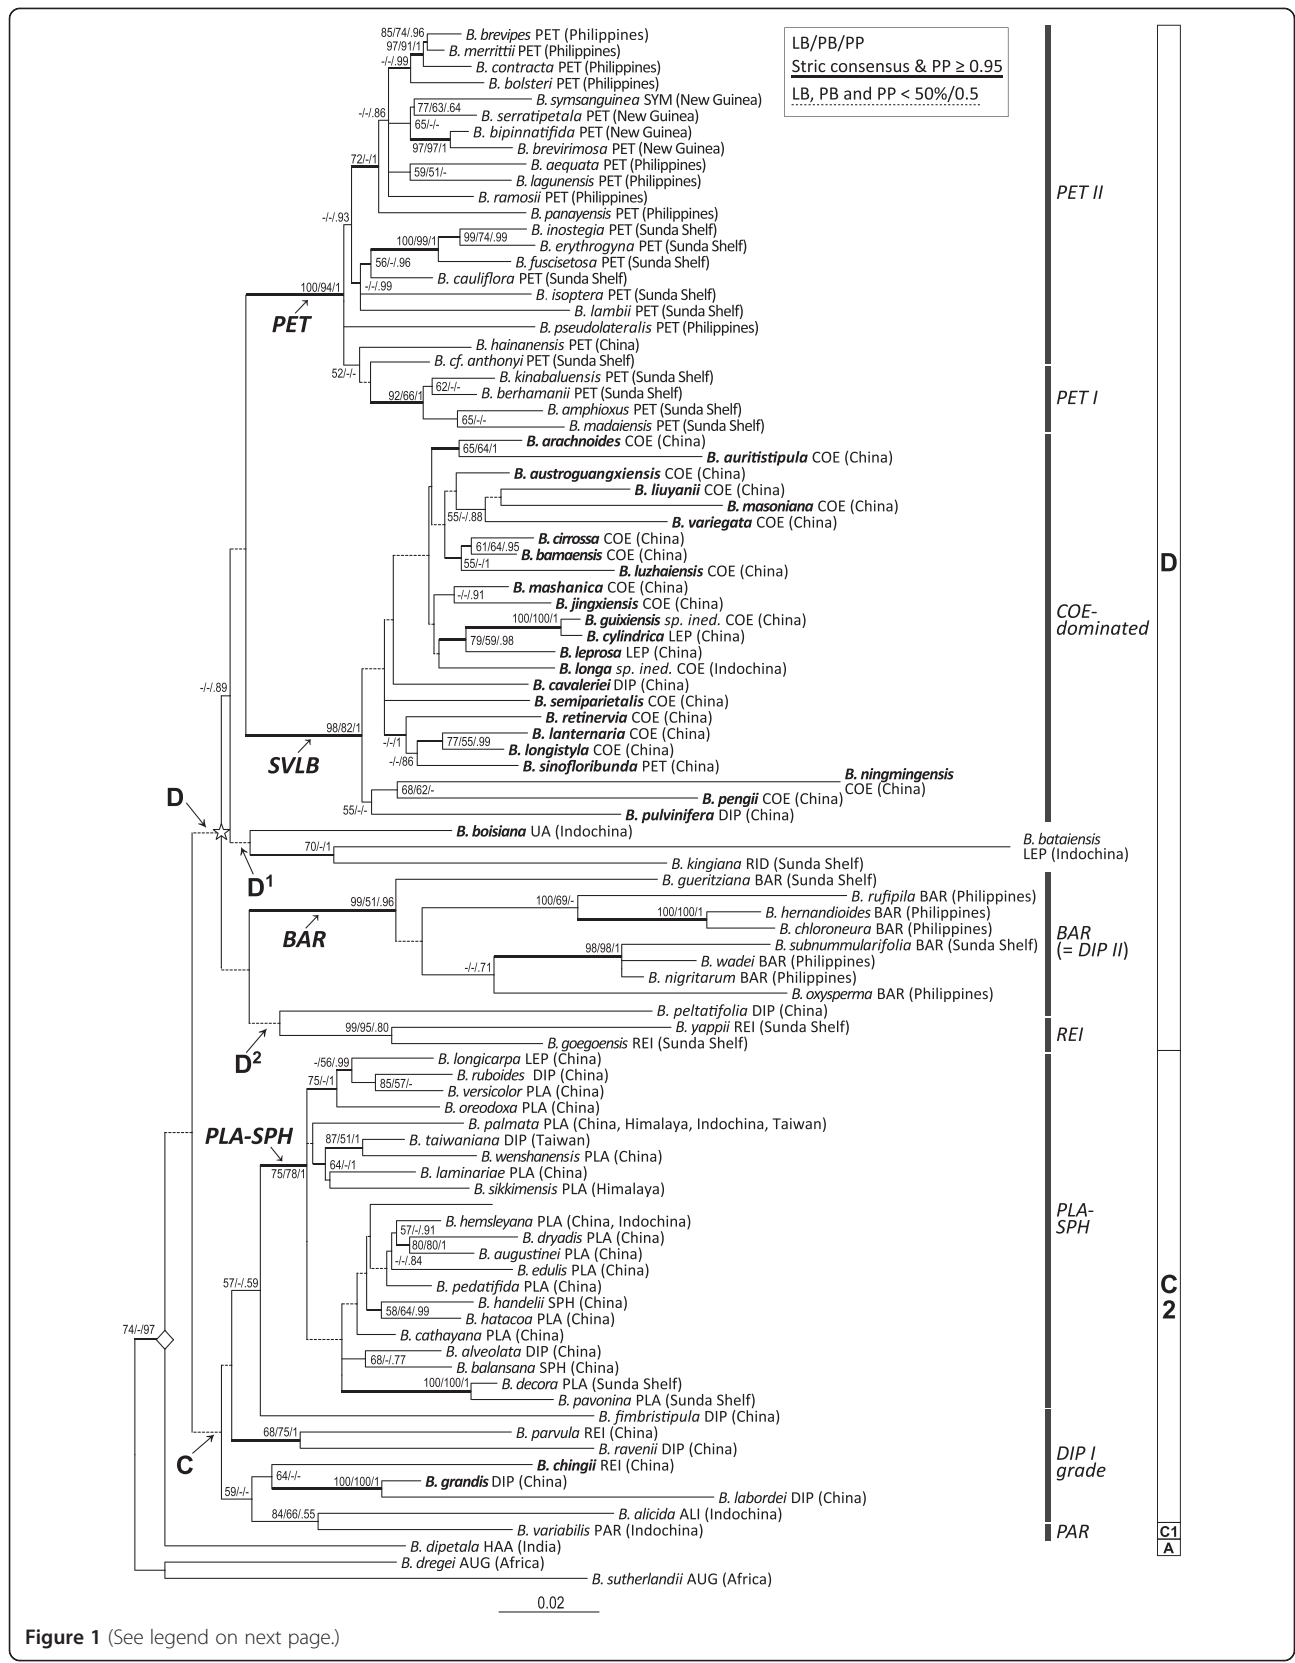 LB/PB/PP
Stric consensus & PP ≥ 0.95
LB, PB and PP < 50%/0.5
85/74/.96
B. brevipes PET (Philippines)
97/91/1
B. merrittii PET (Philippines)
-/-/.99
B. contracta PET (Philippines)
B. bolsteri PET (Philippines)
B. symsanguinea SYM (New Guinea)
77/63/.64
-/-/.86
B. serratipetala PET (New Guinea)
65/-/-
B. bipinnatifida PET (New Guinea)
97/97/1
B. brevirimosa PET (New Guinea)
72/-/1
B. aequata PET (Philippines)
59/51/-
B. lagunensis PET (Philippines)
B. ramosii PET (Philippines)
PET II
-/-/.93
B. panayensis PET (Philippines)
B. inostegia PET (Sunda Shelf)
100/99/1
99/74/.99
B. erythrogyna PET (Sunda Shelf)
56/-/.96
B. fuscisetosa PET (Sunda Shelf)
B. cauliflora PET (Sunda Shelf)
-/-/.99
100/94/1
B. isoptera PET (Sunda Shelf)
B. lambii PET (Sunda Shelf)
PET
B. pseudolateralis PET (Philippines)
B. hainanensis PET (China)
B. cf. anthonyi PET (Sunda Shelf)
52/-/-
B. kinabaluensis PET (Sunda Shelf)
62/-/-
92/66/1
B. berhamanii PET (Sunda Shelf)
PET I
B. amphioxus PET (Sunda Shelf)
65/-/-
B. madaiensis PET (Sunda Shelf)
B. arachnoides COE (China)
65/64/1
B. auritistipula COE (China)
B. austroguangxiensis COE (China)
B. liuyanii COE (China)
B. masoniana COE (China)
55/-/.88
B. variegata COE (China)
B. cirrossa COE (China)
61/64/.95
B. bamaensis COE (China)
55/-/1
B. luzhaiensis COE (China)
D
B. mashanica COE (China)
-/-/.91
B. jingxiensis COE (China)
COE-
dominated
100/100/1
B. guixiensis sp. ined. COE (China)
B. cylindrica LEP (China)
79/59/.98
B. leprosa LEP (China)
B. longa sp. ined. COE (Indochina)
-/-/.89
B. cavaleriei DIP (China)
B. semiparietalis COE (China)
B. retinervia COE (China)
98/82/1
B. lanternaria COE (China)
-/-/1
77/55/.99
B. longistyla COE (China)
-/-/86
SVLB
B. sinofloribunda PET (China)
B. ningmingensis
COE (China)
68/62/-
B. pengii COE (China)
55/-/-
B. pulvinifera DIP (China)
D
B. boisiana UA (Indochina)
B. bataiensis
LEP (Indochina)
70/-/1
B. kingiana RID (Sunda Shelf)
D1
B. gueritziana BAR (Sunda Shelf)
99/51/.96
100/69/-
B. rufipila BAR (Philippines)
100/100/1
B. hernandioides BAR (Philippines)
B. chloroneura BAR (Philippines)
BAR
BAR
(= DIP II)
98/98/1
B. subnummularifolia BAR (Sunda Shelf)
B. wadei BAR (Philippines)
-/-/.71
B. nigritarum BAR (Philippines)
B. oxysperma BAR (Philippines)
B. peltatifolia DIP (China)
99/95/.80
B. yappii REI (Sunda Shelf)
REI
B. goegoensis REI (Sunda Shelf)
D2
-/56/.99
B. longicarpa LEP (China)
B. ruboides DIP (China)
75/-/1
85/57/-
B. versicolor PLA (China)
B. oreodoxa PLA (China)
B. palmata PLA (China, Himalaya, Indochina, Taiwan)
PLA-SPH
87/51/1
B. taiwaniana DIP (Taiwan)
B. wenshanensis PLA (China)
64/-/1
75/78/1
B. laminariae PLA (China)
B. sikkimensis PLA (Himalaya)
PLA-
SPH
B. hemsleyana PLA (China, Indochina)
57/-/.91
B. dryadis PLA (China)
80/80/1
B. augustinei PLA (China)
-/-/.84
B. edulis PLA (China)
57/-/.59
B. pedatifida PLA (China)
C
2
B. handelii SPH (China)
58/64/.99
B. hatacoa PLA (China)
74/-/97
B. cathayana PLA (China)
B. alveolata DIP (China)
68/-/.77
B. balansana SPH (China)
100/100/1
B. decora PLA (Sunda Shelf)
B. pavonina PLA (Sunda Shelf)
B. fimbristipula DIP (China)
68/75/1
B. parvula REI (China)
B. ravenii DIP (China)
C
DIP I
grade
B. chingii REI (China)
64/-/-
100/100/1
B. grandis DIP (China)
59/-/-
B. labordei DIP (China)
84/66/.55
B. alicida ALI (Indochina)
B. variabilis PAR (Indochina)
PAR
C1
B. dipetala HAA (India)
A
B. dregei AUG (Africa)
B. sutherlandii AUG (Africa)
0.02
Figure 1 (See legend on next page.)